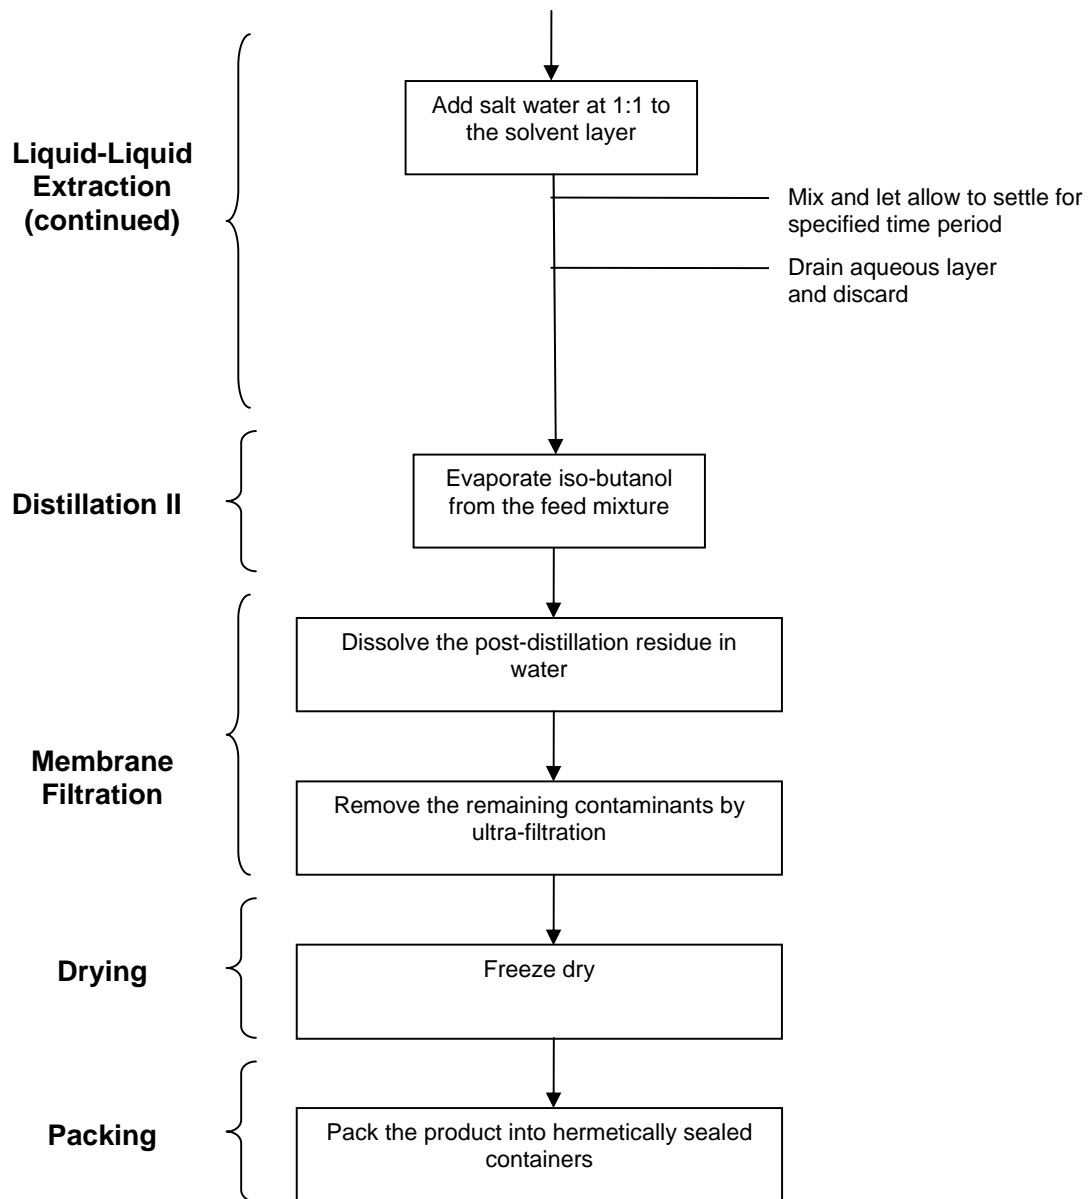 Add salt water at 1:1 to
the solvent layer
Liquid-Liquid
Extraction
(continued)
Mix and let allow to settle for
specified time period
Drain aqueous layer
and discard
Distillation II
Evaporate iso-butanol
from the feed mixture
Dissolve the post-distillation residue in
water
Membrane
Filtration
Remove the remaining contaminants by
ultra-filtration
Drying
Freeze dry
Packing
Pack the product into hermetically sealed
containers